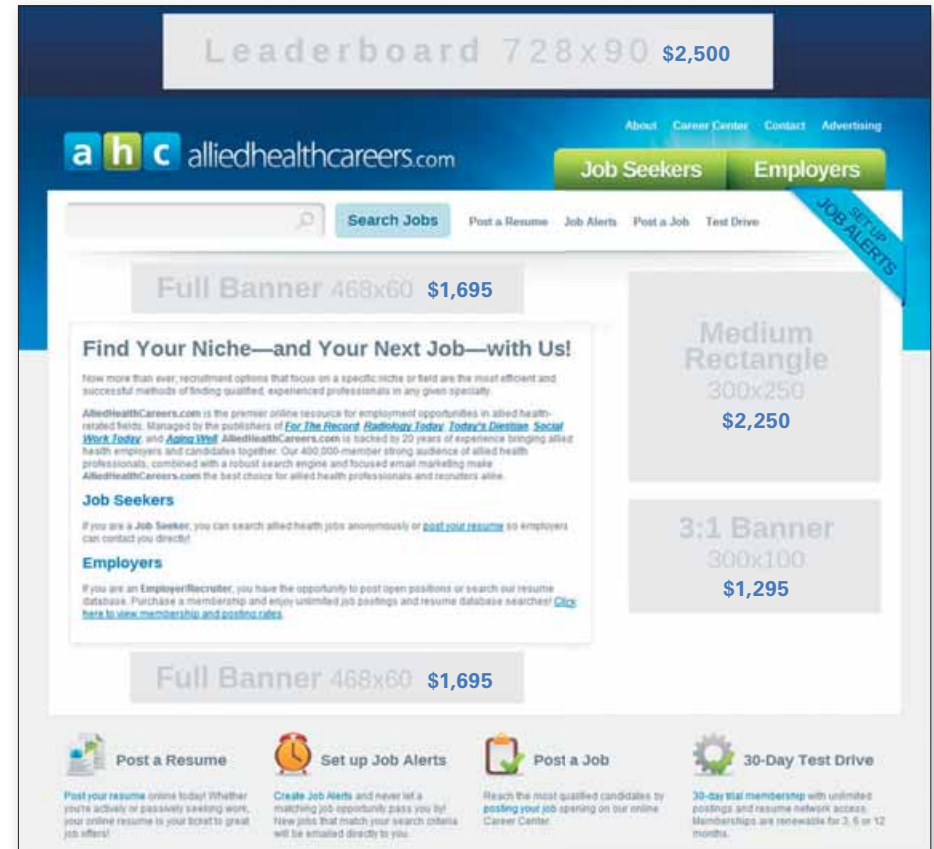 Leaderboard 728x90 $2,500
About Career Center Contact Advertising
a h c alliedhealthcareers.com
Job Seekers Employers
SET UP
JOB ALERTS
Search Jobs Post a Resume Job Alerts Post a Job Test Drive
Full Banner 468x60 $1,695
Medium
Rectangle
300x250
$2,250
Find Your Niche—and Your Next Job—with Us!
Now more than ever, recruitment options that focus on a specific niche or field are the most efficient and
successful methods of finding qualified, experienced professionals in any given specialty.
AlliedHealthCareers.com is the premier online resource for employment opportunities in allied health-
related fields. Managed by the publishers of For The Record, Radiology Today, Today's Dietitian, Social
Work Today, and Aging Well, AlliedHealthCareers.com is backed by 20 years of experience bringing allied
health employers and candidates together. Our 400,000-member strong audience of allied health
professionals, combined with a robust search engine and focused email marketing make
AlliedHealthCareers.com the best choice for allied health professionals and recruiters alike.
Job Seekers
If you are a Job Seeker, you can search allied health jobs anonymously or post your resume so employers
can contact you directly!
Employers
If you are an Employer/Recruiter, you have the opportunity to post open positions or search our resume
database. Purchase a membership and enjoy unlimited job postings and resume database searches! Click
here to view membership and posting rates.
3:1 Banner
300x100
$1,295
Full Banner 468x60 $1,695
Post a Resume
Post your resume online today! Whether
you're actively or passively seeking work,
your online resume is your ticket to great
job offers!
Set up Job Alerts
Create Job Alerts and never let a
matching job opportunity pass you by!
New jobs that match your search criteria
will be emailed directly to you.
Post a Job
Reach the most qualified candidates by
posting your job opening on our online
Career Center.
30-Day Test Drive
30-day trial membership with unlimited
postings and resume network access.
Memberships are renewable for 3, 6 or 12
months.